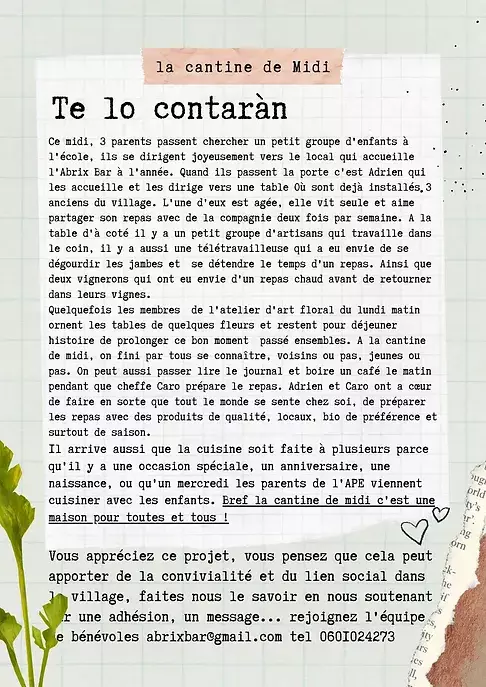 la cantine de Midi
Te lo contaràn
Ce midi, 3 parents passent chercher un petit groupe d'enfants à
l'école, ils se dirigent joyeusement vers le local qui accueille
l'Abrix Bar à l'année. Quand ils passent la porte c'est Adrien qui
les accueille et les dirige vers une table Où sont dejà installés 3
anciens du village. L'une d'eux est agée, elle vit seule et aime
partager son repas avec de la compagnie deux fois par semaine. A la
table d'à coté il y a un petit groupe d'artisans qui travaille dans
le coin, il y a aussi une télétravailleuse qui a eu envie de se
dégourdir les jambes et se détendre le temps d'un repas. Ainsi que
deux vignerons qui ont eu envie d'un repas chaud avant de retourner
dans leurs vignes.
Quelquefois les membres de l'atelier d'art floral du lundi matin
ornent les tables de quelques fleurs et restent pour déjeuner
histoire de prolonger ce bon moment passé ensembles. A la cantine
de midi, on fini par tous se connaître, voisins ou pas, jeunes ou
pas. On peut aussi passer lire le journal et boire un café le matin
pendant que cheffe Caro prépare le repas. Adrien et Caro ont a cœur
de faire en sorte que tout le monde se sente chez soi, de préparer
les repas avec des produits de qualité, locaux, bio de préférence et
surtout de saison.
Il arrive aussi que la cuisine soit faite à plusieurs parce
qu'il y a une occasion spéciale, un anniversaire, une
naissance, ou qu'un mercredi les parents de l'APE viennent
cuisiner avec les enfants. Bref la cantine de midi c'est une
maison pour toutes et tous !
Vous appréciez ce projet, vous pensez que cela peut
apporter de la convivialité et du lien social dans
le village, faites nous le savoir en nous soutenant
une adhésion, un message... rejoignez l'équipe
bénévoles abrixbar@gmail.com tel 060I024273